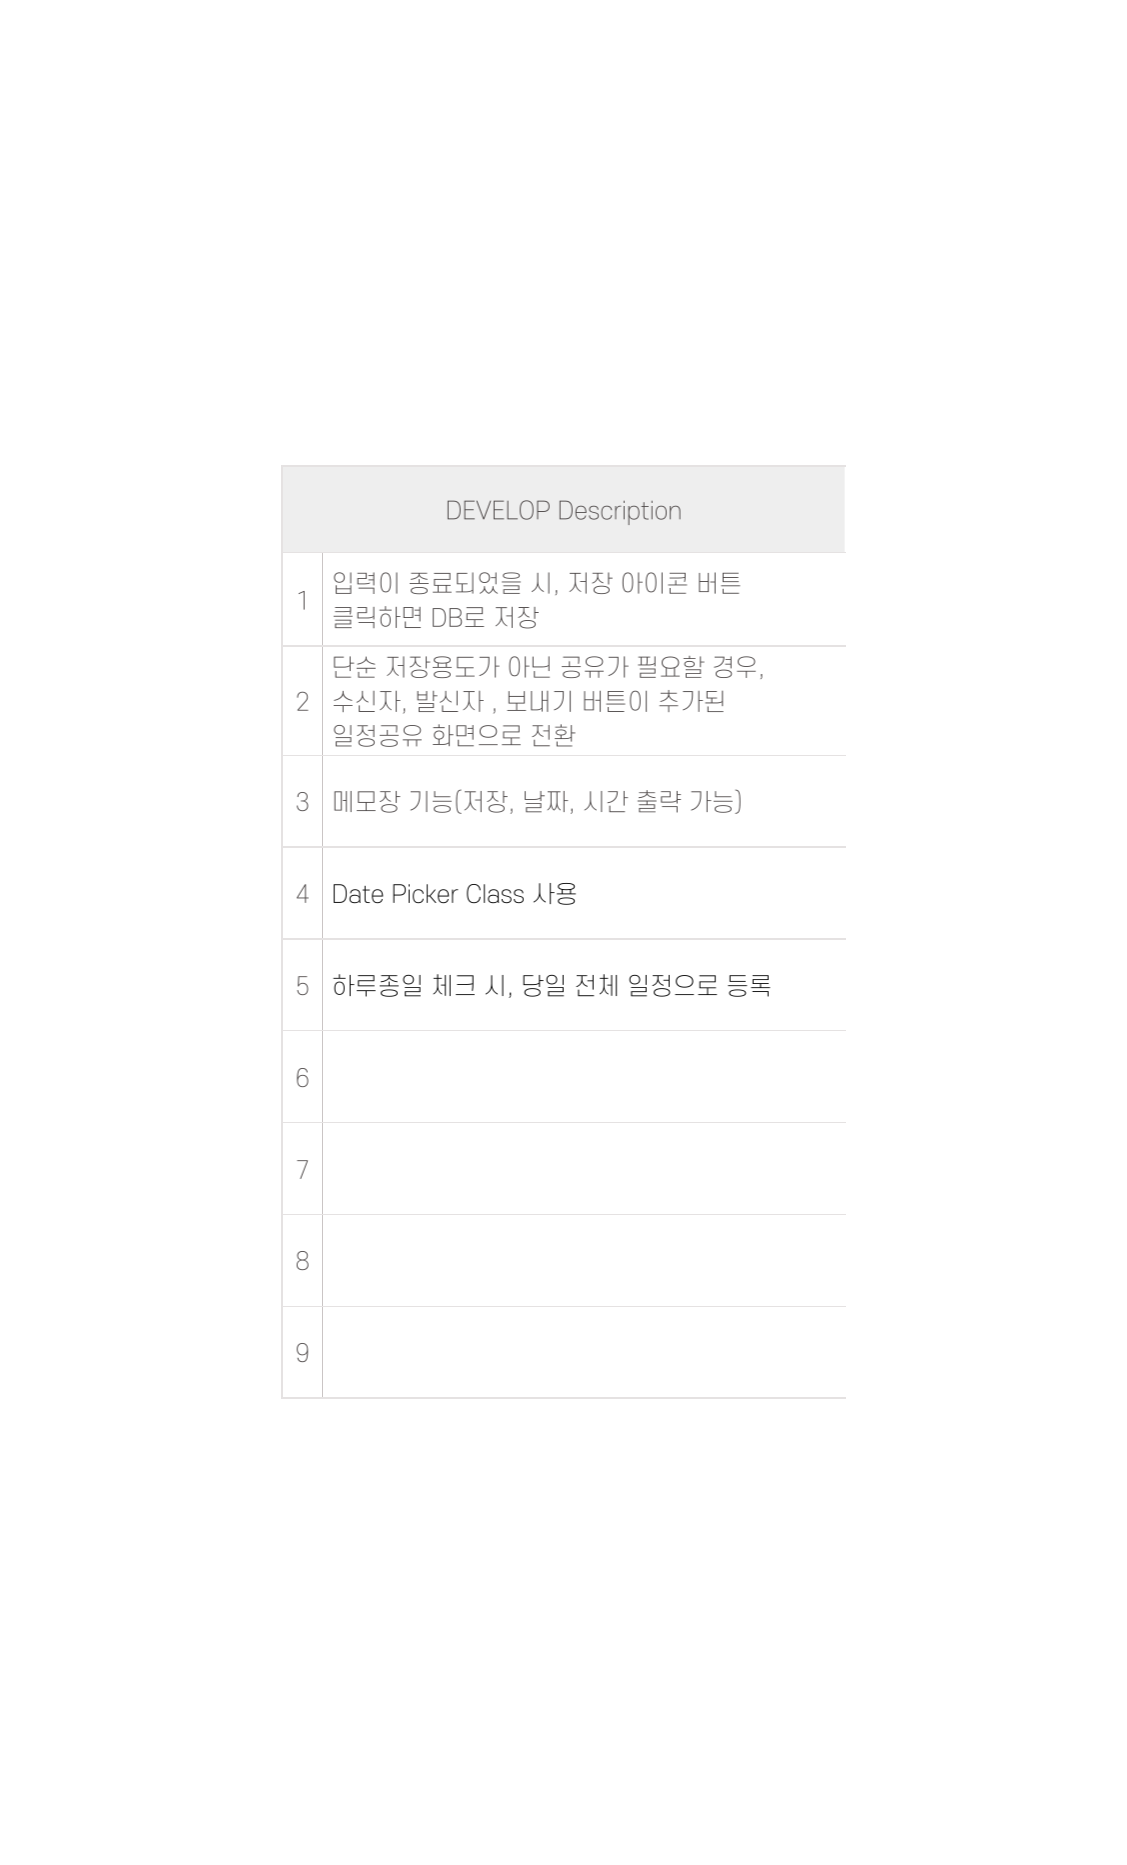 DEVELOP Description
1 입력이 종료되었을 시, 저장 아이콘 버튼
클릭하면 DB로 저장
2 단순 저장용도가 아닌 공유가 필요할 경우,
수신자, 발신자 , 보내기 버튼이 추가된
일정공유 화면으로 전환
3 메모장 기능(저장, 날짜, 시간 출략 가능)
4 Date Picker Class 사용
5 하루종일 체크 시, 당일 전체 일정으로 등록
6
7
8
9